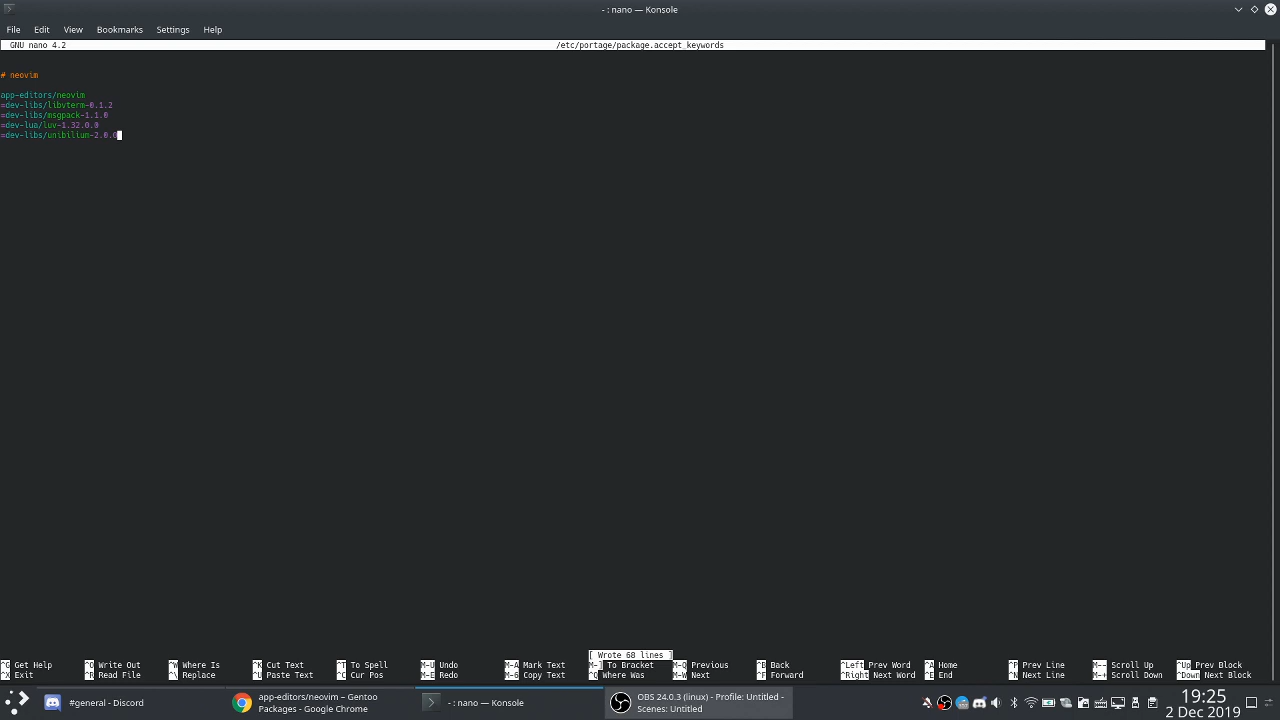 - : nano — Konsole
File Edit View Bookmarks Settings Help
GNU nano 4.2 /etc/portage/package.accept_keywords
# neovim
app-editors/neovim
=dev-libs/libvterm-0.1.2
=dev-libs/msgpack-1.1.0
=dev-lua/luv-1.32.0.0
=dev-libs/unibilium-2.0.0
[ Wrote 68 lines ]
^G Get Help ^O Write Out ^W Where Is ^K Cut Text ^T To Spell M-U Undo M-A Mark Text M-] To Bracket M-Q Previous ^B Back ^Left Prev Word ^A Home ^P Prev Line M-- Scroll Up ^Up Prev Block
^X Exit ^R Read File ^\ Replace ^U Paste Text ^C Cur Pos M-E Redo M-6 Copy Text ^Q Where Was M-W Next ^F Forward ^Right Next Word ^E End ^N Next Line M-+ Scroll Down ^Down Next Block
#general - Discord
app-editors/neovim – Gentoo Packages - Google Chrome
- : nano — Konsole
OBS 24.0.3 (linux) - Profile: Untitled - Scenes: Untitled
19:25
2 Dec 2019